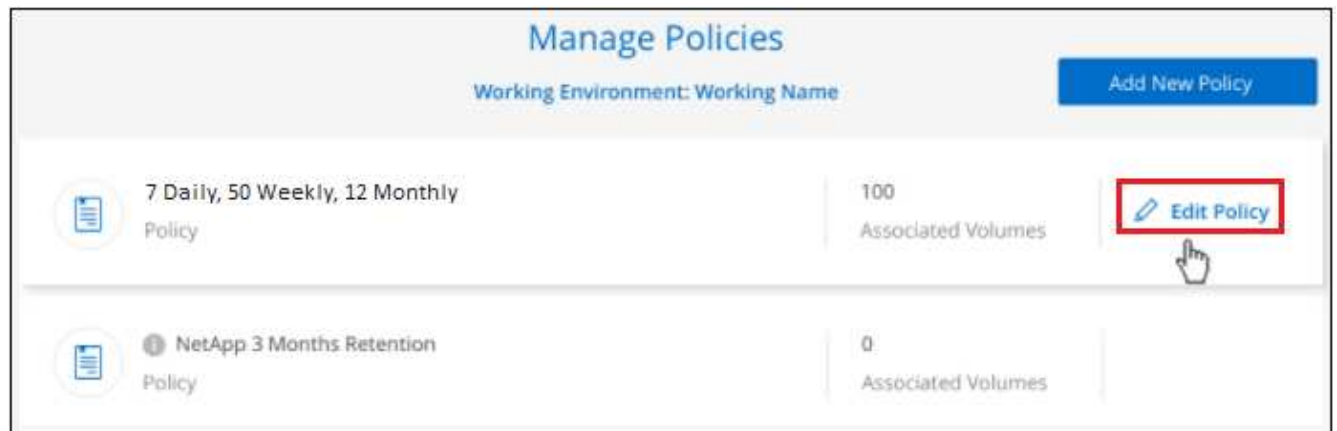 Manage Policies
Working Environment: Working Name
Add New Policy
7 Daily, 50 Weekly, 12 Monthly
Policy
100
Associated Volumes
Edit Policy
NetApp 3 Months Retention
Policy
0
Associated Volumes